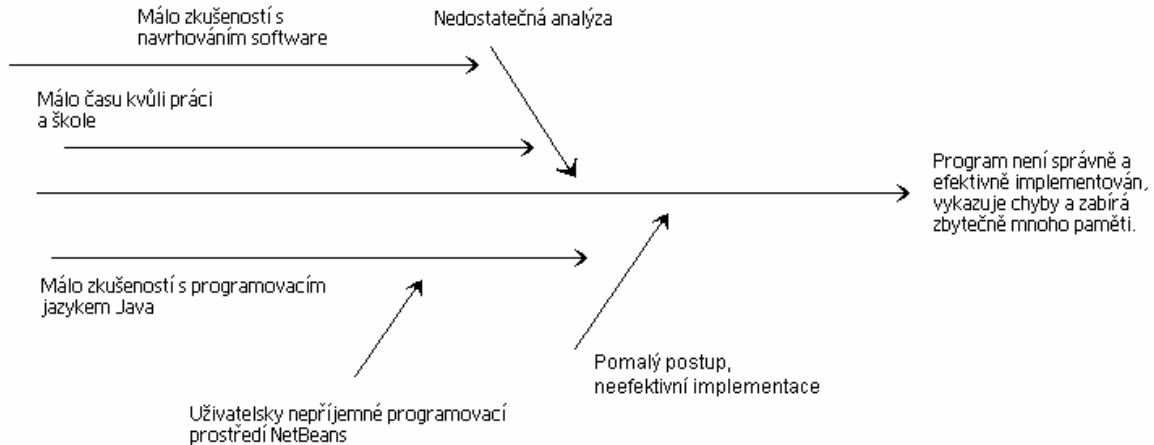 Málo zkušeností s
navrhováním software
Nedostatečná analýza
Málo času kvůli práci
a škole
Program není správně a
efektivně implementován,
vykazuje chyby a zabírá
zbytečně mnoho paměti.
Málo zkušeností s programovacím
jazykem Java
Pomalý postup,
neefektivní implementace
Uživatelsky nepříjemné programovací
prostředí NetBeans